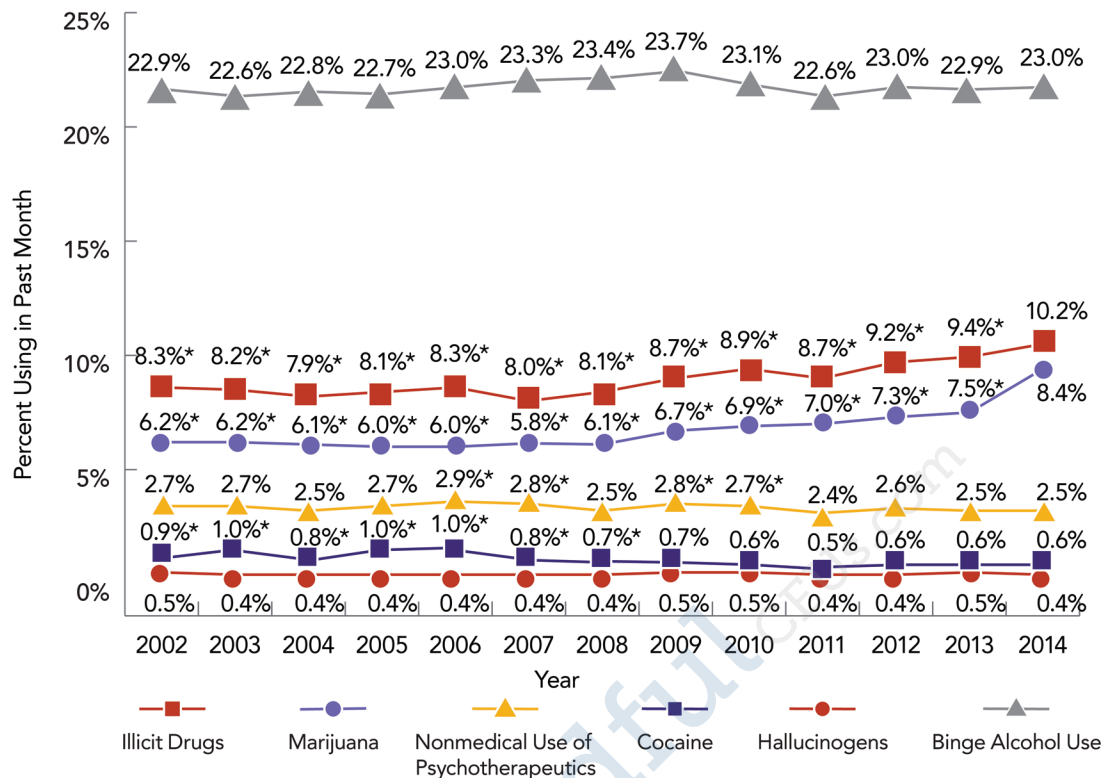 25%
22.9% 22.6% 22.8% 22.7% 23.0% 23.3% 23.4% 23.7% 23.1% 22.6% 23.0% 22.9% 23.0%
20%
15%
Percent Using in Past Month
10%
8.3%* 8.2%* 7.9%* 8.1%* 8.3%* 8.0%* 8.1%* 8.7%* 8.9%* 8.7%* 9.2%* 9.4%* 10.2%
6.2%* 6.2%* 6.1%* 6.0%* 6.0%* 5.8%* 6.1%* 6.7%* 6.9%* 7.0%* 7.3%* 7.5%* 8.4%
5%
2.7% 2.7% 2.5% 2.7% 2.9%* 2.8%* 2.5% 2.8%* 2.7%* 2.4% 2.6% 2.5% 2.5%
0.9%* 1.0%* 0.8%* 1.0%* 1.0%* 0.8%* 0.7%* 0.7% 0.6% 0.5% 0.6% 0.6% 0.6%
0%
0.5% 0.4% 0.4% 0.4% 0.4% 0.4% 0.4% 0.5% 0.5% 0.4% 0.4% 0.5% 0.4%
2002 2003 2004 2005 2006 2007 2008 2009 2010 2011 2012 2013 2014
Year
Illicit Drugs Marijuana Nonmedical Use of Cocaine Hallucinogens Binge Alcohol Use
Psychotherapeutics